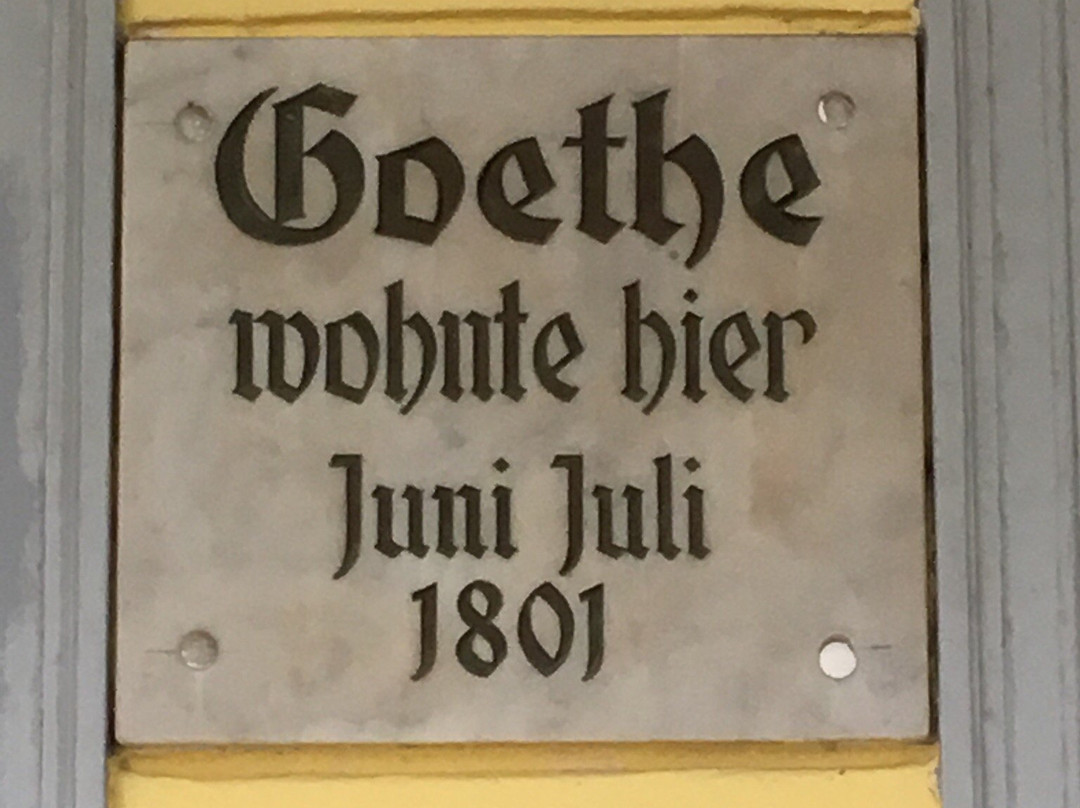 Goethe
wohnte hier
Juni Juli
1801